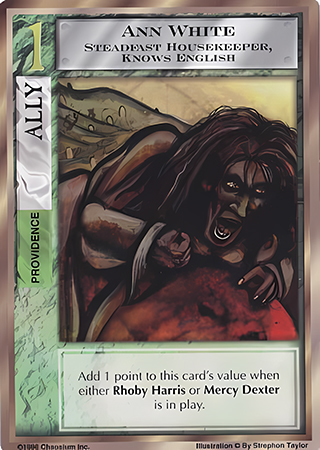 1
ANN WHITE
STEADFAST HOUSEKEEPER,
KNOWS ENGLISH
ALLY
PROVIDENCE
Add 1 point to this card's value when
either Rhoby Harris or Mercy Dexter
is in play.
©1996 Chaosium Inc.
Illustration © By Strephon Taylor